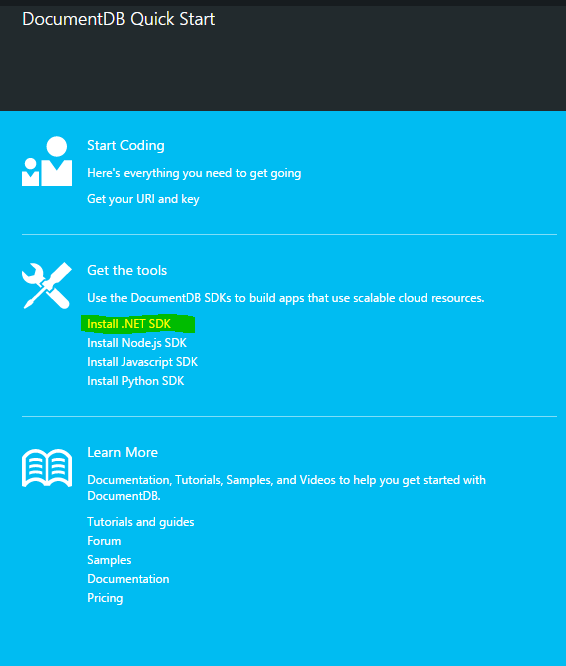 DocumentDB Quick Start
Start Coding
Here's everything you need to get going
Get your URI and key
Get the tools
Use the DocumentDB SDKs to build apps that use scalable cloud resources.
Install .NET SDK
Install Node.js SDK
Install Javascript SDK
Install Python SDK
Learn More
Documentation, Tutorials, Samples, and Videos to help you get started with
DocumentDB.
Tutorials and guides
Forum
Samples
Documentation
Pricing